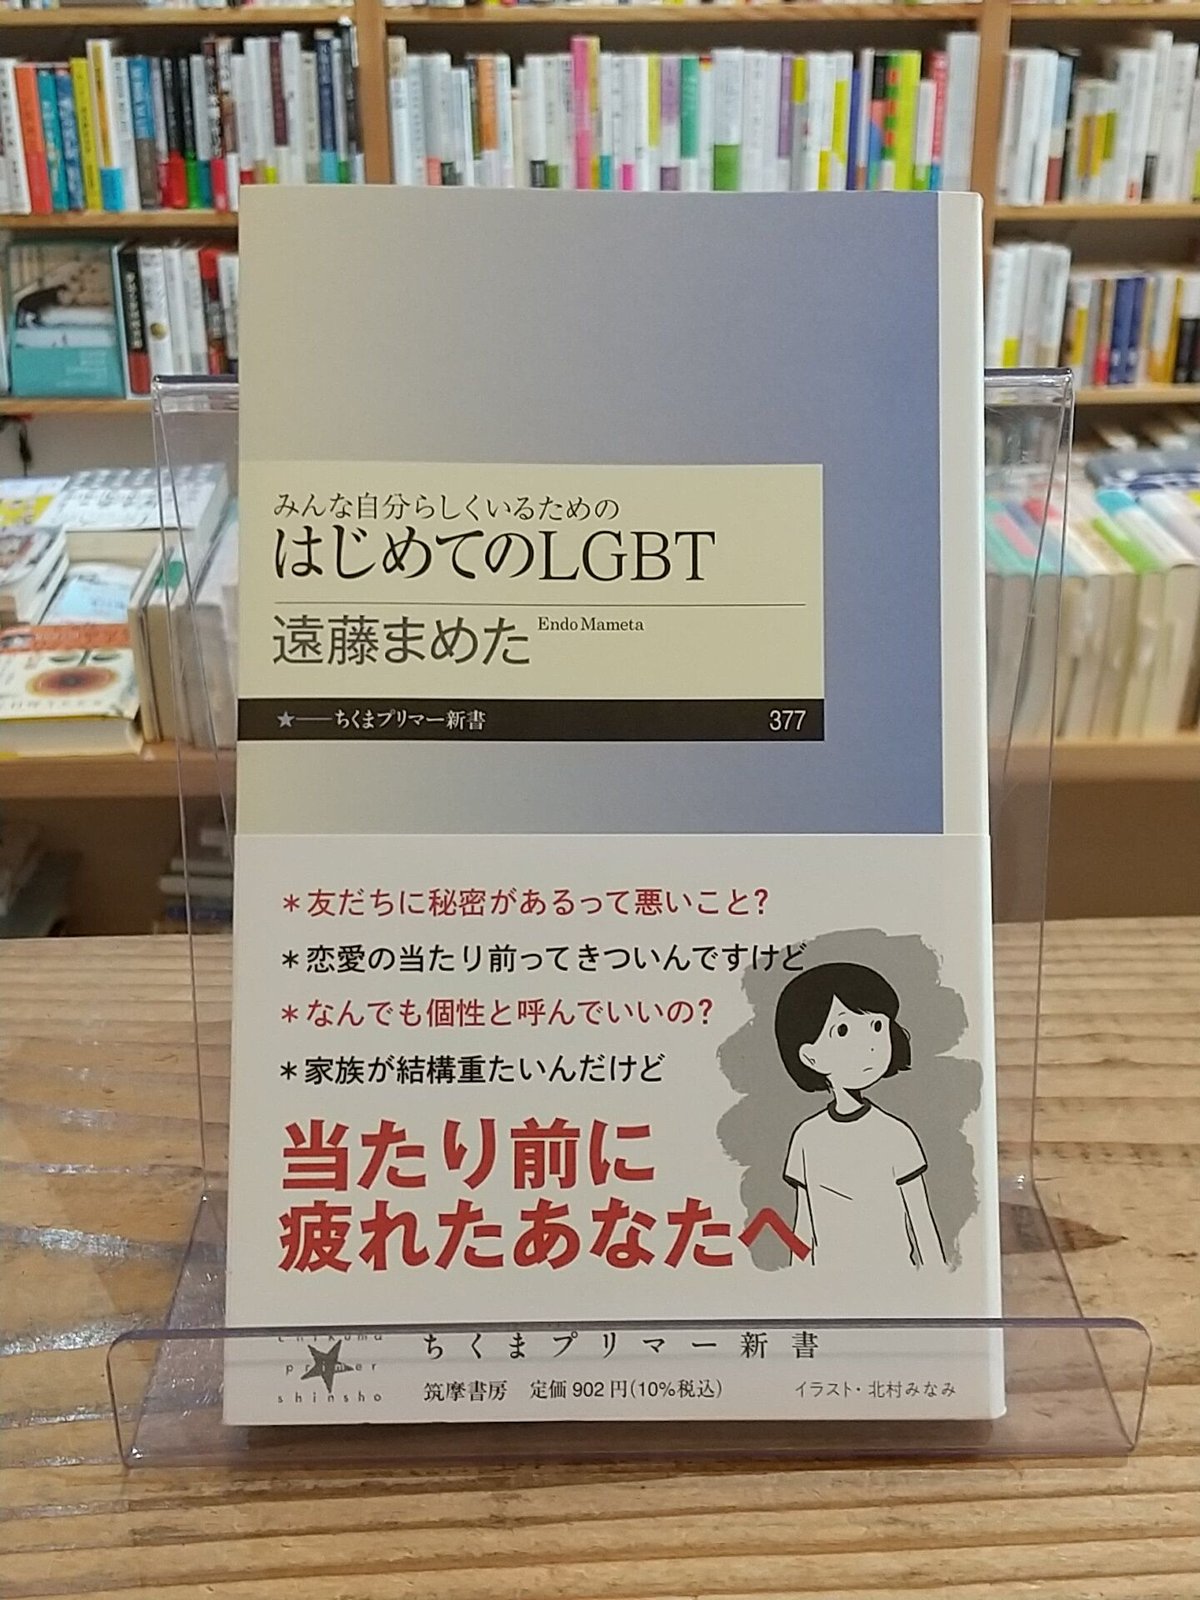 みんな自分らしくいるための
はじめてのLGBT
遠藤まめた Endo Mameta
★──ちくまプリマー新書 377
＊友だちに秘密があるって悪いこと?
＊恋愛の当たり前ってきついんですけど
＊なんでも個性と呼んでいいの?
＊家族が結構重たいんだけど
当たり前に
疲れたあなたへ
chikuma
primer
shinsho
ちくまプリマー新書
筑摩書房 定価902円(10%税込)
イラスト・北村みなみ